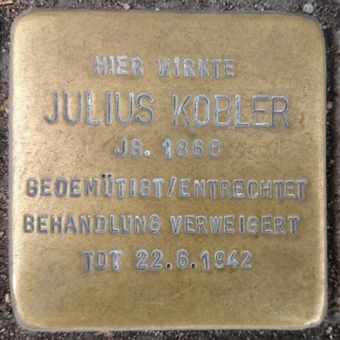 HIER WIRKTE
JULIUS KOBLER
JG. 1866
GEDEMÜTIGT/ENTRECHTET
BEHANDLUNG VERWEIGERT
TOT 22.6.1942